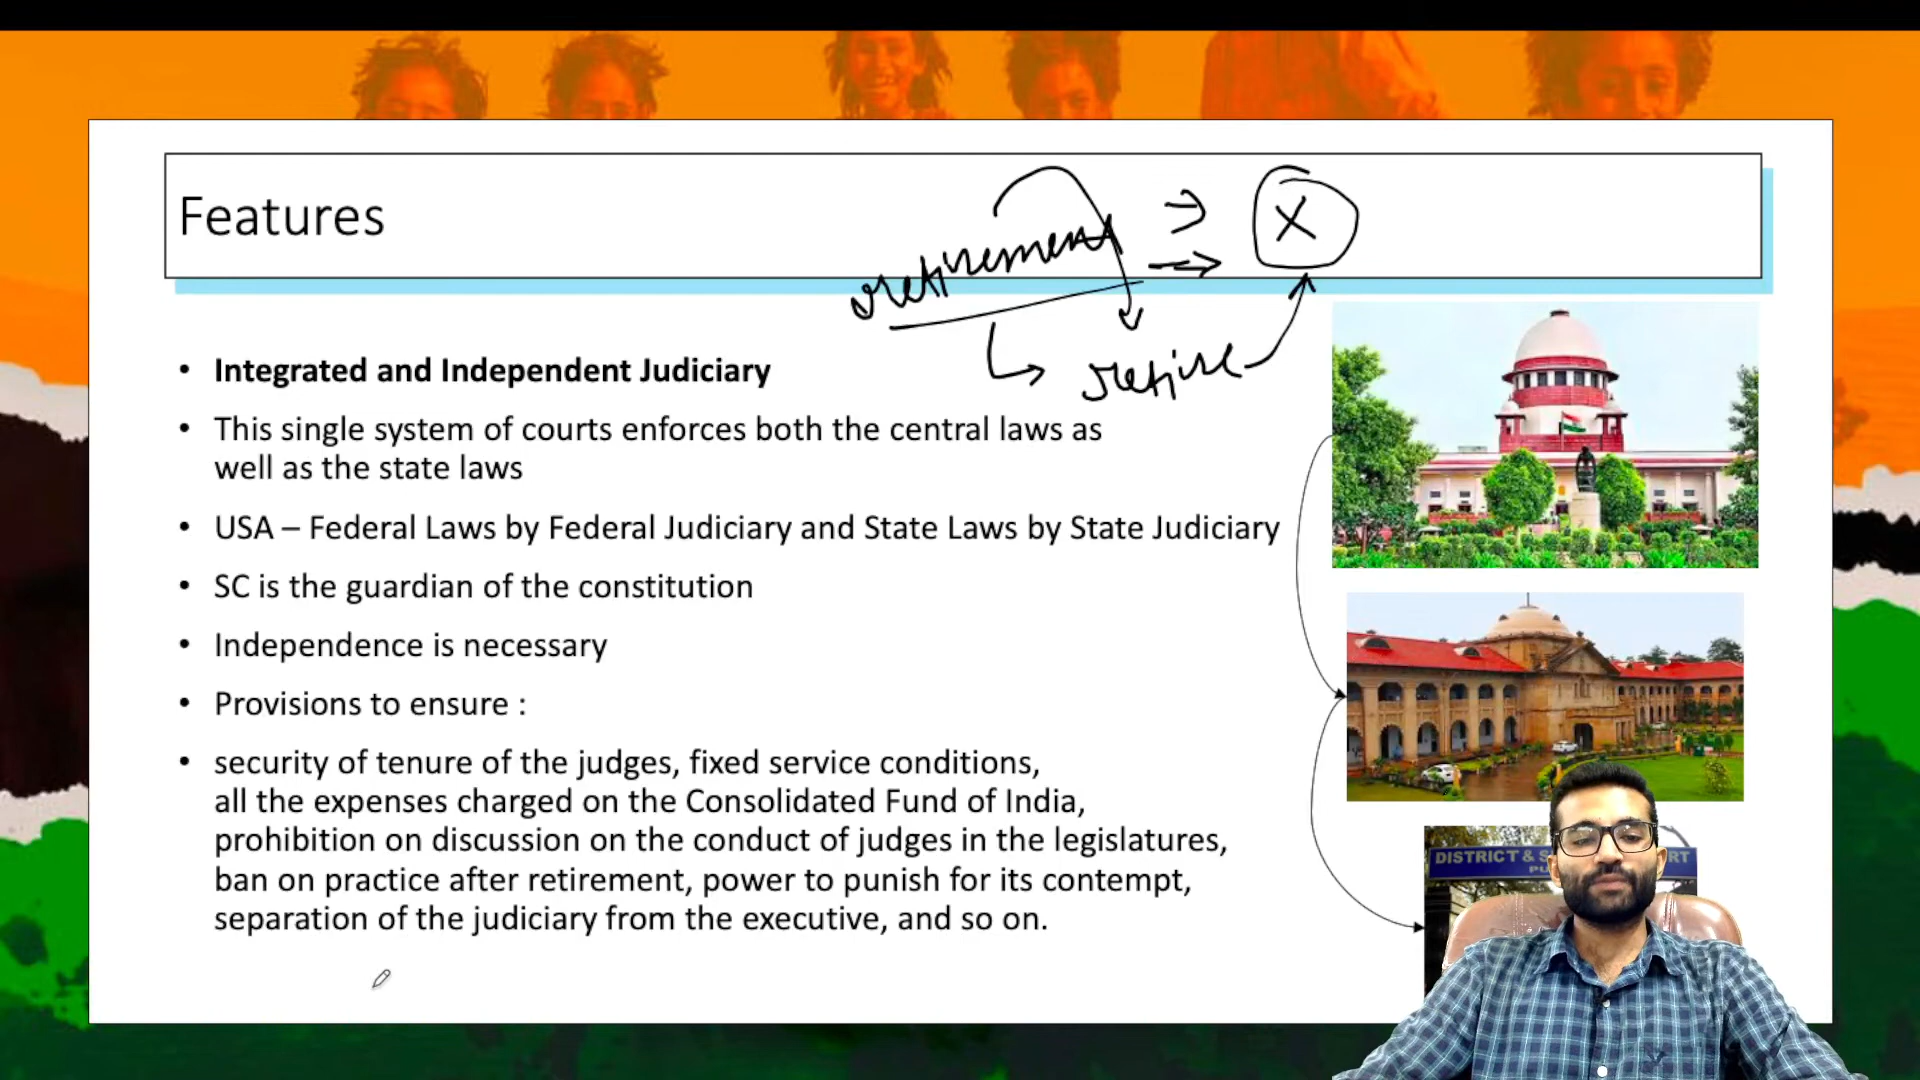 Features
retirement
X
retire
• Integrated and Independent Judiciary
• This single system of courts enforces both the central laws as
well as the state laws
• USA – Federal Laws by Federal Judiciary and State Laws by State Judiciary
• SC is the guardian of the constitution
• Independence is necessary
• Provisions to ensure :
• security of tenure of the judges, fixed service conditions,
all the expenses charged on the Consolidated Fund of India,
prohibition on discussion on the conduct of judges in the legislatures,
ban on practice after retirement, power to punish for its contempt,
separation of the judiciary from the executive, and so on.
DISTRICT &